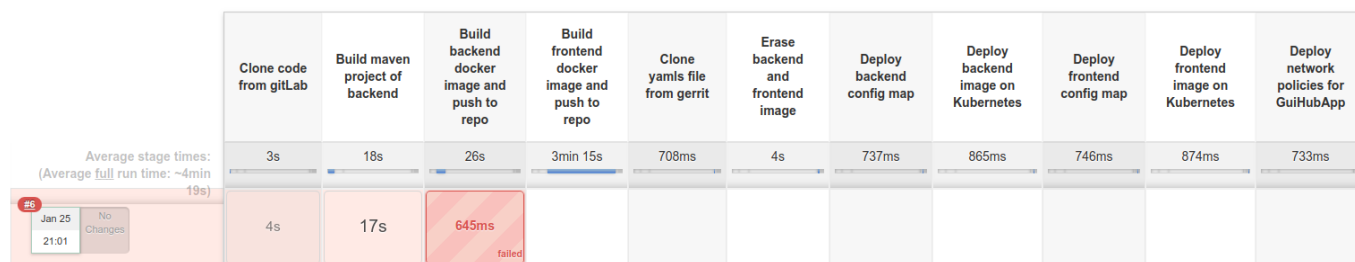 Clone code
from gitLab
Build maven
project of
backend
Build
backend
docker
image and
push to
repo
Build
frontend
docker
image and
push to
repo
Clone
yamls file
from gerrit
Erase
backend
and
frontend
image
Deploy
backend
config map
Deploy
backend
image on
Kubernetes
Deploy
frontend
config map
Deploy
frontend
image on
Kubernetes
Deploy
network
policies for
GuiHubApp
Average stage times:
(Average full run time: ~4min
19s)
3s
18s
26s
3min 15s
708ms
4s
737ms
865ms
746ms
874ms
733ms
#6
Jan 25
21:01
No
Changes
4s
17s
645ms
failed